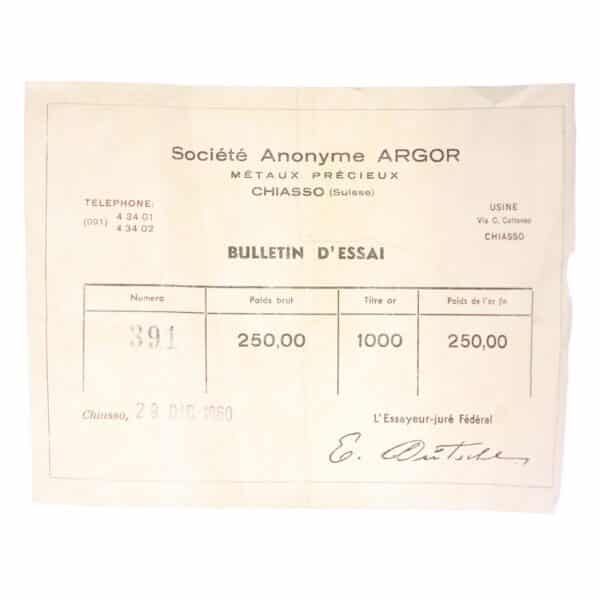 Société Anonyme ARGOR
MÉTAUX PRÉCIEUX
CHIASSO (Suisse)
TELEPHONE:
(091) 4 34 01
4 34 02
USINE
Via C. Cattaneo
CHIASSO
BULLETIN D'ESSAI
Numero Poids brut Titre or Poids de l'or fin
391 250,00 1000 250,00
Chiasso, 29 DIC 1960
L'Essayeur-juré Fédéral
E.